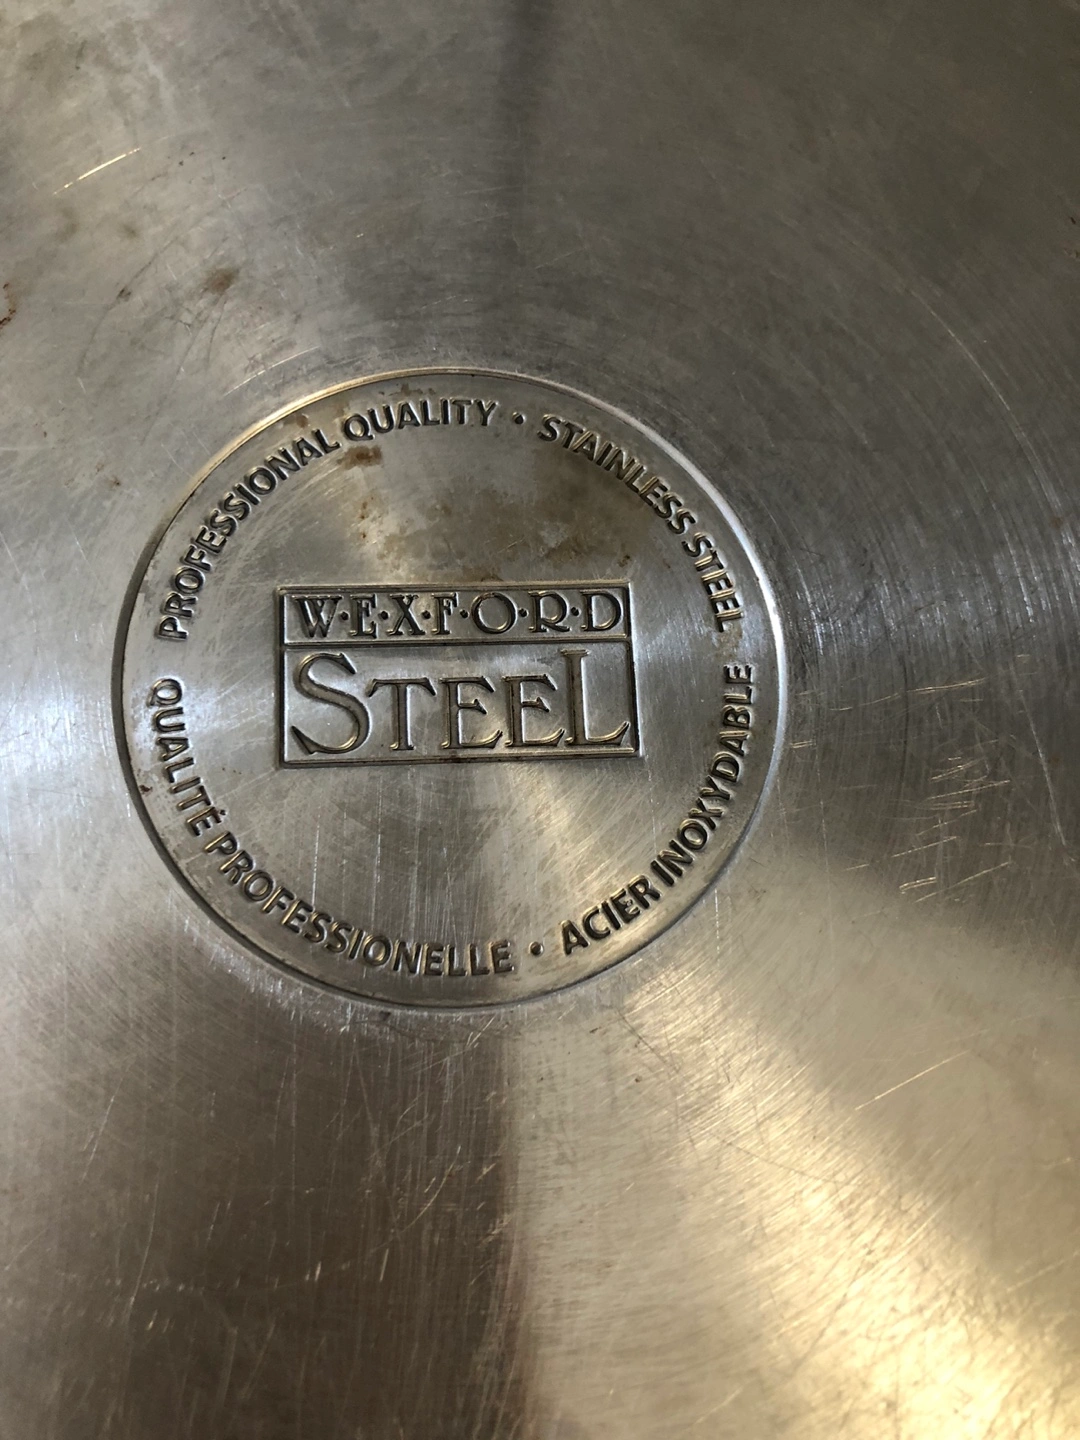 PROFESSIONAL QUALITY • STAINLESS STEEL
W·E·X·F·O·R·D
STEEL
QUALITÉ PROFESSIONELLE • ACIER INOXYDABLE